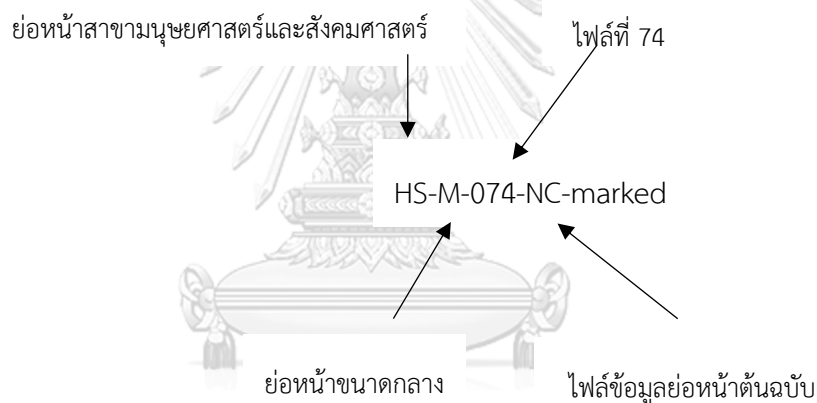 ย่อหน้าสาขามนุษยศาสตร์และสังคมศาสตร์
ไฟล์ที่ 74
HS-M-074-NC-marked
ย่อหน้าขนาดกลาง
ไฟล์ข้อมูลย่อหน้าต้นฉบับ